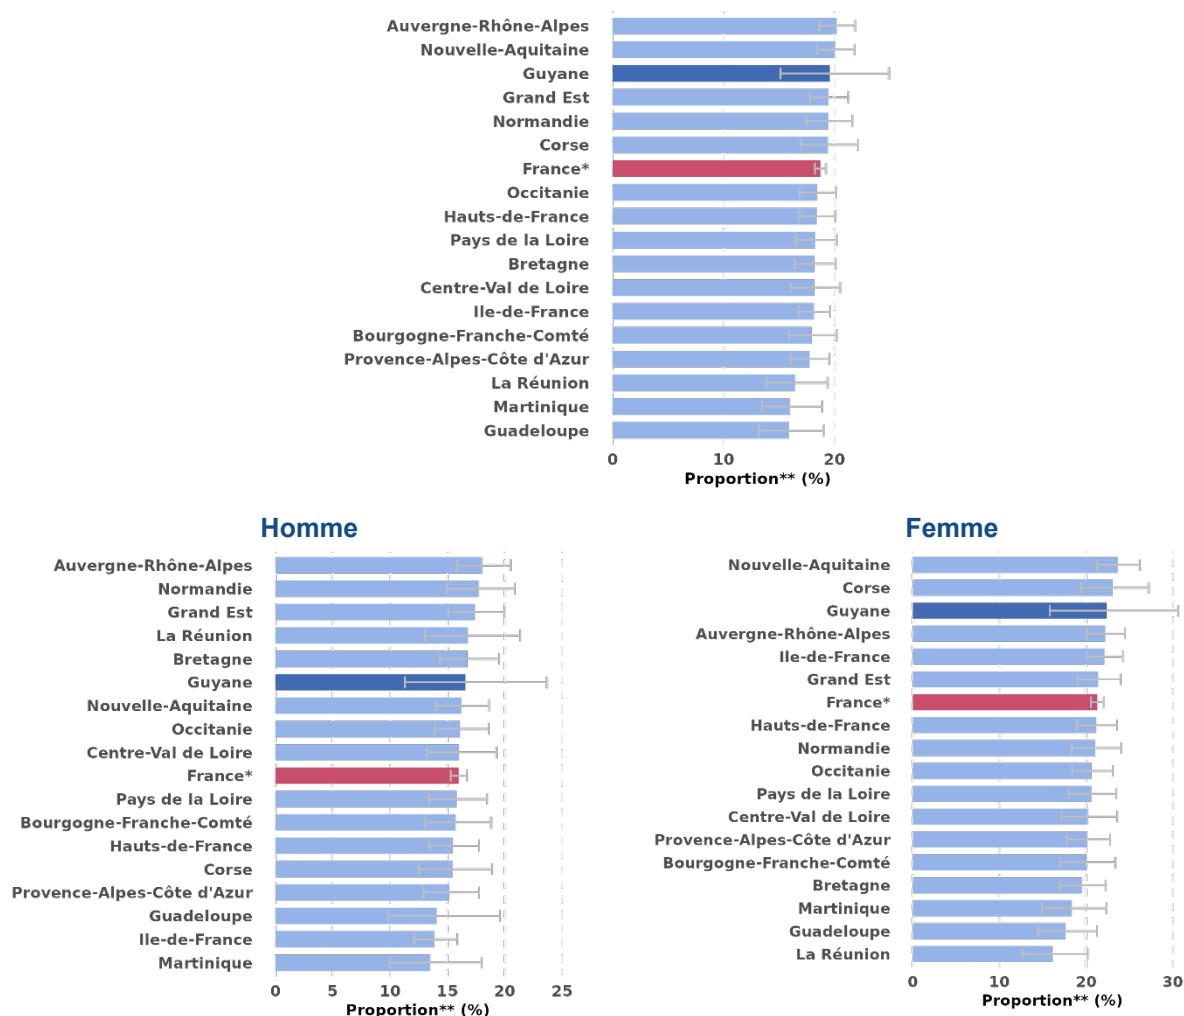 Auvergne-Rhône-Alpes
Nouvelle-Aquitaine
Guyane
Grand Est
Normandie
Corse
France*
Occitanie
Hauts-de-France
Pays de la Loire
Bretagne
Centre-Val de Loire
Ile-de-France
Bourgogne-Franche-Comté
Provence-Alpes-Côte d'Azur
La Réunion
Martinique
Guadeloupe
0 10 20
Proportion** (%)
Homme
Auvergne-Rhône-Alpes
Normandie
Grand Est
La Réunion
Bretagne
Guyane
Nouvelle-Aquitaine
Occitanie
Centre-Val de Loire
France*
Pays de la Loire
Bourgogne-Franche-Comté
Hauts-de-France
Corse
Provence-Alpes-Côte d'Azur
Guadeloupe
Ile-de-France
Martinique
0 5 10 15 20 25
Proportion** (%)
Femme
Nouvelle-Aquitaine
Corse
Guyane
Auvergne-Rhône-Alpes
Ile-de-France
Grand Est
France*
Hauts-de-France
Normandie
Occitanie
Pays de la Loire
Centre-Val de Loire
Provence-Alpes-Côte d'Azur
Bourgogne-Franche-Comté
Bretagne
Martinique
Guadeloupe
La Réunion
0 10 20 30
Proportion** (%)